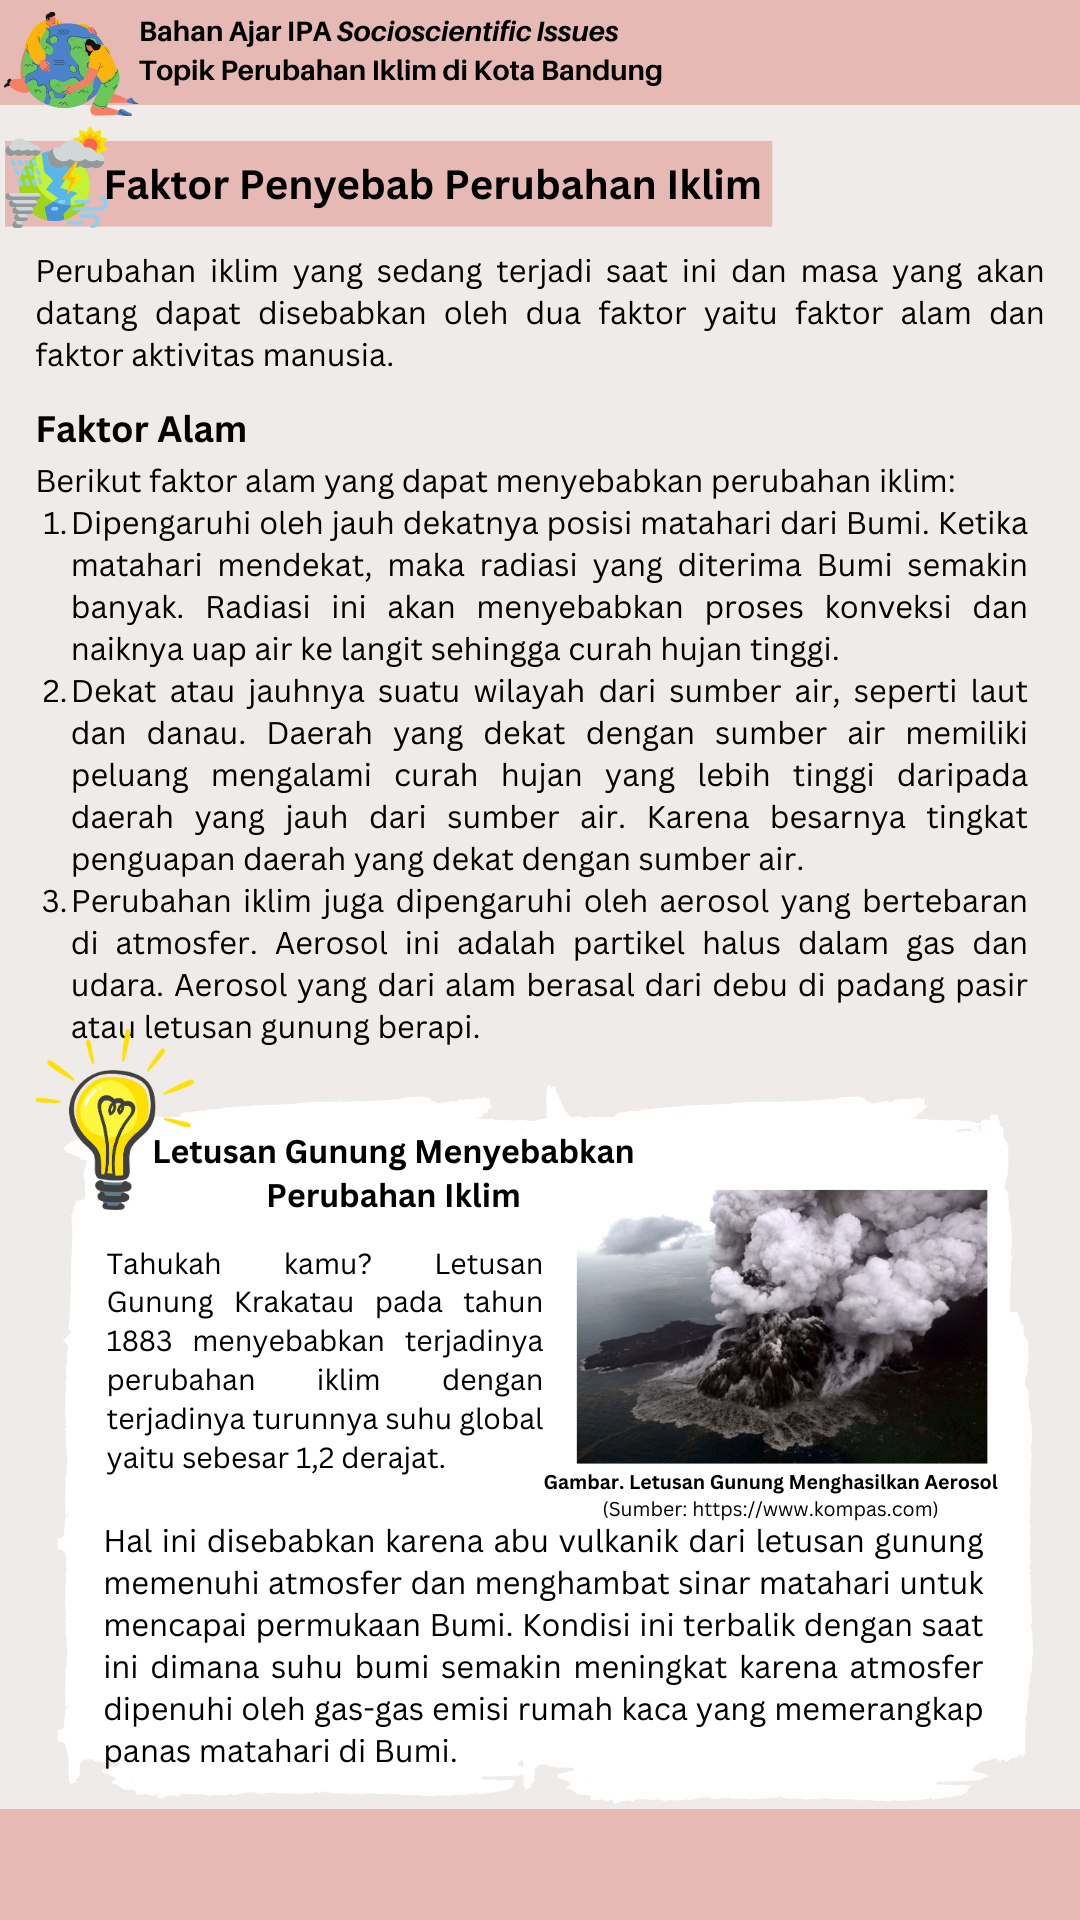 Bahan Ajar IPA Socioscientific Issues
Topik Perubahan Iklim di Kota Bandung
Faktor Penyebab Perubahan Iklim
Perubahan iklim yang sedang terjadi saat ini dan masa yang akan
datang dapat disebabkan oleh dua faktor yaitu faktor alam dan
faktor aktivitas manusia.
Faktor Alam
Berikut faktor alam yang dapat menyebabkan perubahan iklim:
1. Dipengaruhi oleh jauh dekatnya posisi matahari dari Bumi. Ketika
matahari mendekat, maka radiasi yang diterima Bumi semakin
banyak. Radiasi ini akan menyebabkan proses konveksi dan
naiknya uap air ke langit sehingga curah hujan tinggi.
2. Dekat atau jauhnya suatu wilayah dari sumber air, seperti laut
dan danau. Daerah yang dekat dengan sumber air memiliki
peluang mengalami curah hujan yang lebih tinggi daripada
daerah yang jauh dari sumber air. Karena besarnya tingkat
penguapan daerah yang dekat dengan sumber air.
3. Perubahan iklim juga dipengaruhi oleh aerosol yang bertebaran
di atmosfer. Aerosol ini adalah partikel halus dalam gas dan
udara. Aerosol yang dari alam berasal dari debu di padang pasir
atau letusan gunung berapi.
Letusan Gunung Menyebabkan
Perubahan Iklim
Tahukah kamu? Letusan
Gunung Krakatau pada tahun
1883 menyebabkan terjadinya
perubahan iklim dengan
terjadinya turunnya suhu global
yaitu sebesar 1,2 derajat.
Gambar. Letusan Gunung Menghasilkan Aerosol
(Sumber: https://www.kompas.com)
Hal ini disebabkan karena abu vulkanik dari letusan gunung
memenuhi atmosfer dan menghambat sinar matahari untuk
mencapai permukaan Bumi. Kondisi ini terbalik dengan saat
ini dimana suhu bumi semakin meningkat karena atmosfer
dipenuhi oleh gas-gas emisi rumah kaca yang memerangkap
panas matahari di Bumi.